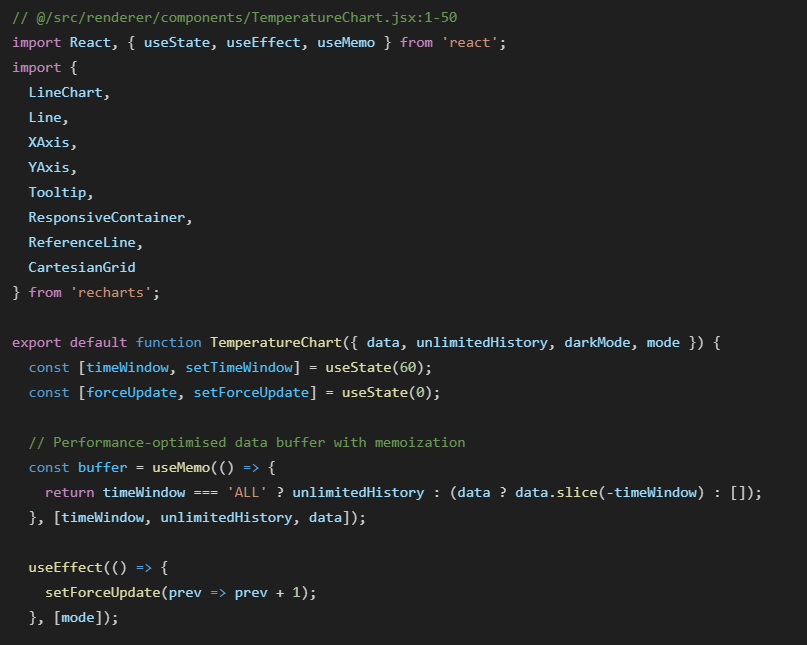 // @/src/renderer/components/TemperatureChart.jsx:1-50
import React, { useState, useEffect, useMemo } from 'react';
import {
  LineChart,
  Line,
  XAxis,
  YAxis,
  Tooltip,
  ResponsiveContainer,
  ReferenceLine,
  CartesianGrid
} from 'recharts';

export default function TemperatureChart({ data, unlimitedHistory, darkMode, mode }) {
  const [timeWindow, setTimeWindow] = useState(60);
  const [forceUpdate, setForceUpdate] = useState(0);

  // Performance-optimised data buffer with memoization
  const buffer = useMemo(() => {
    return timeWindow === 'ALL' ? unlimitedHistory : (data ? data.slice(-timeWindow) : []);
  }, [timeWindow, unlimitedHistory, data]);

  useEffect(() => {
    setForceUpdate(prev => prev + 1);
  }, [mode]);